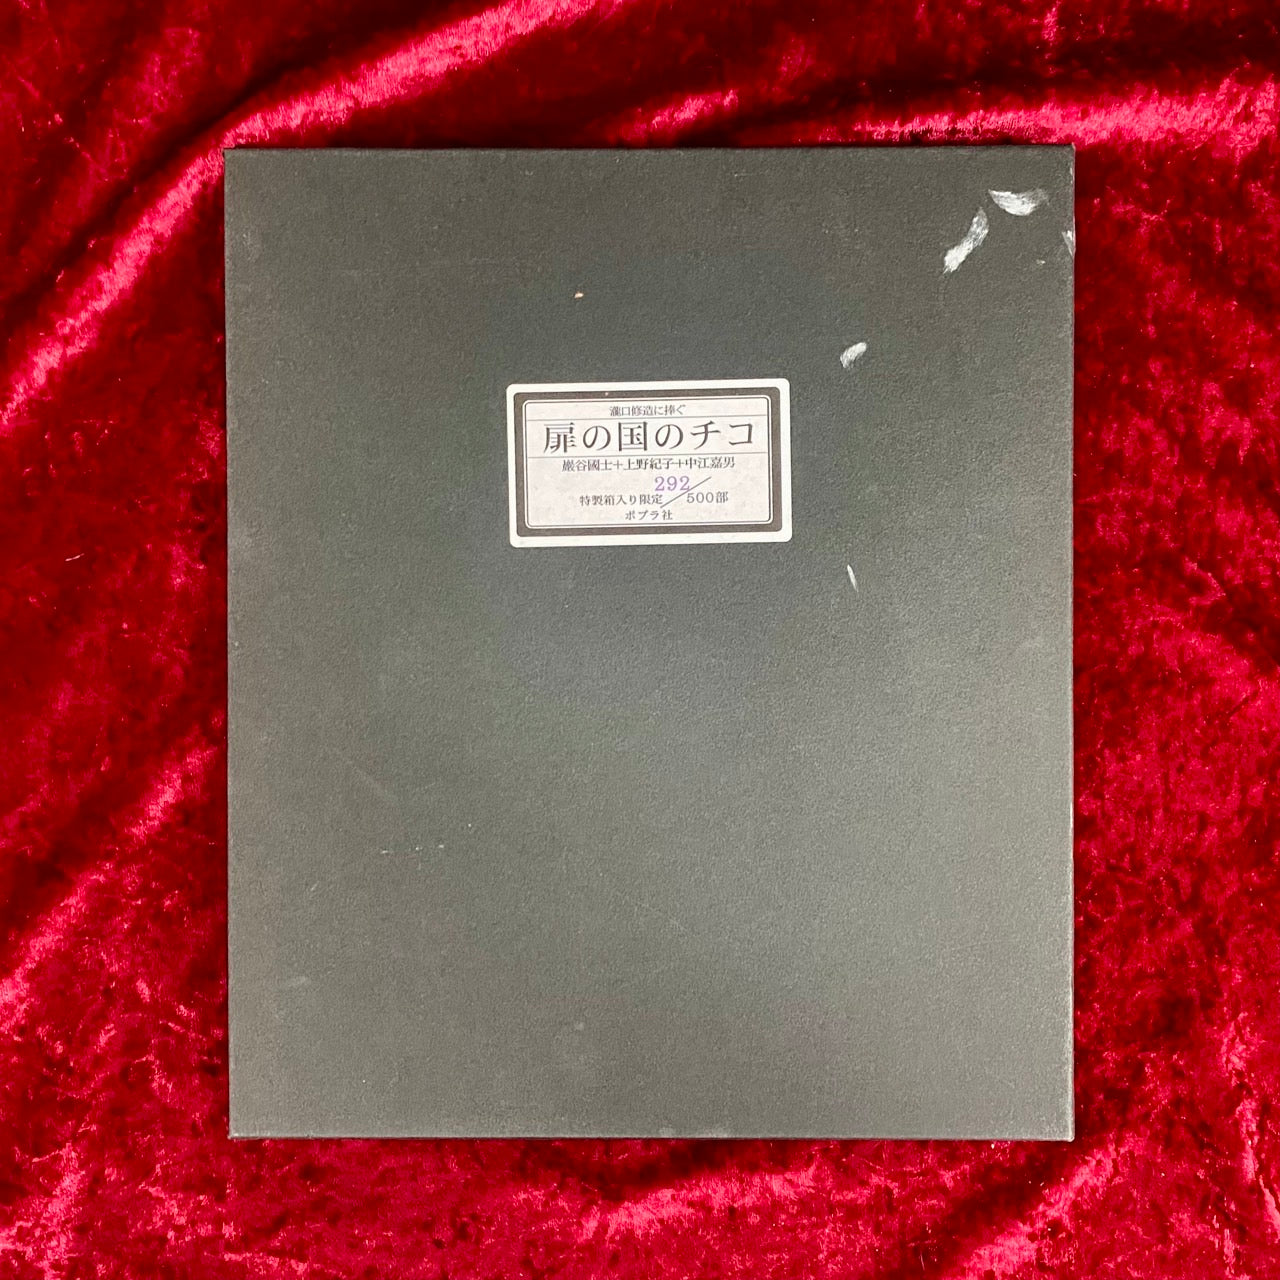 瀧口修造に捧ぐ
扉の国のチコ
巖谷國士+上野紀子+中江嘉男
292
特製箱入り限定／500部
ポプラ社